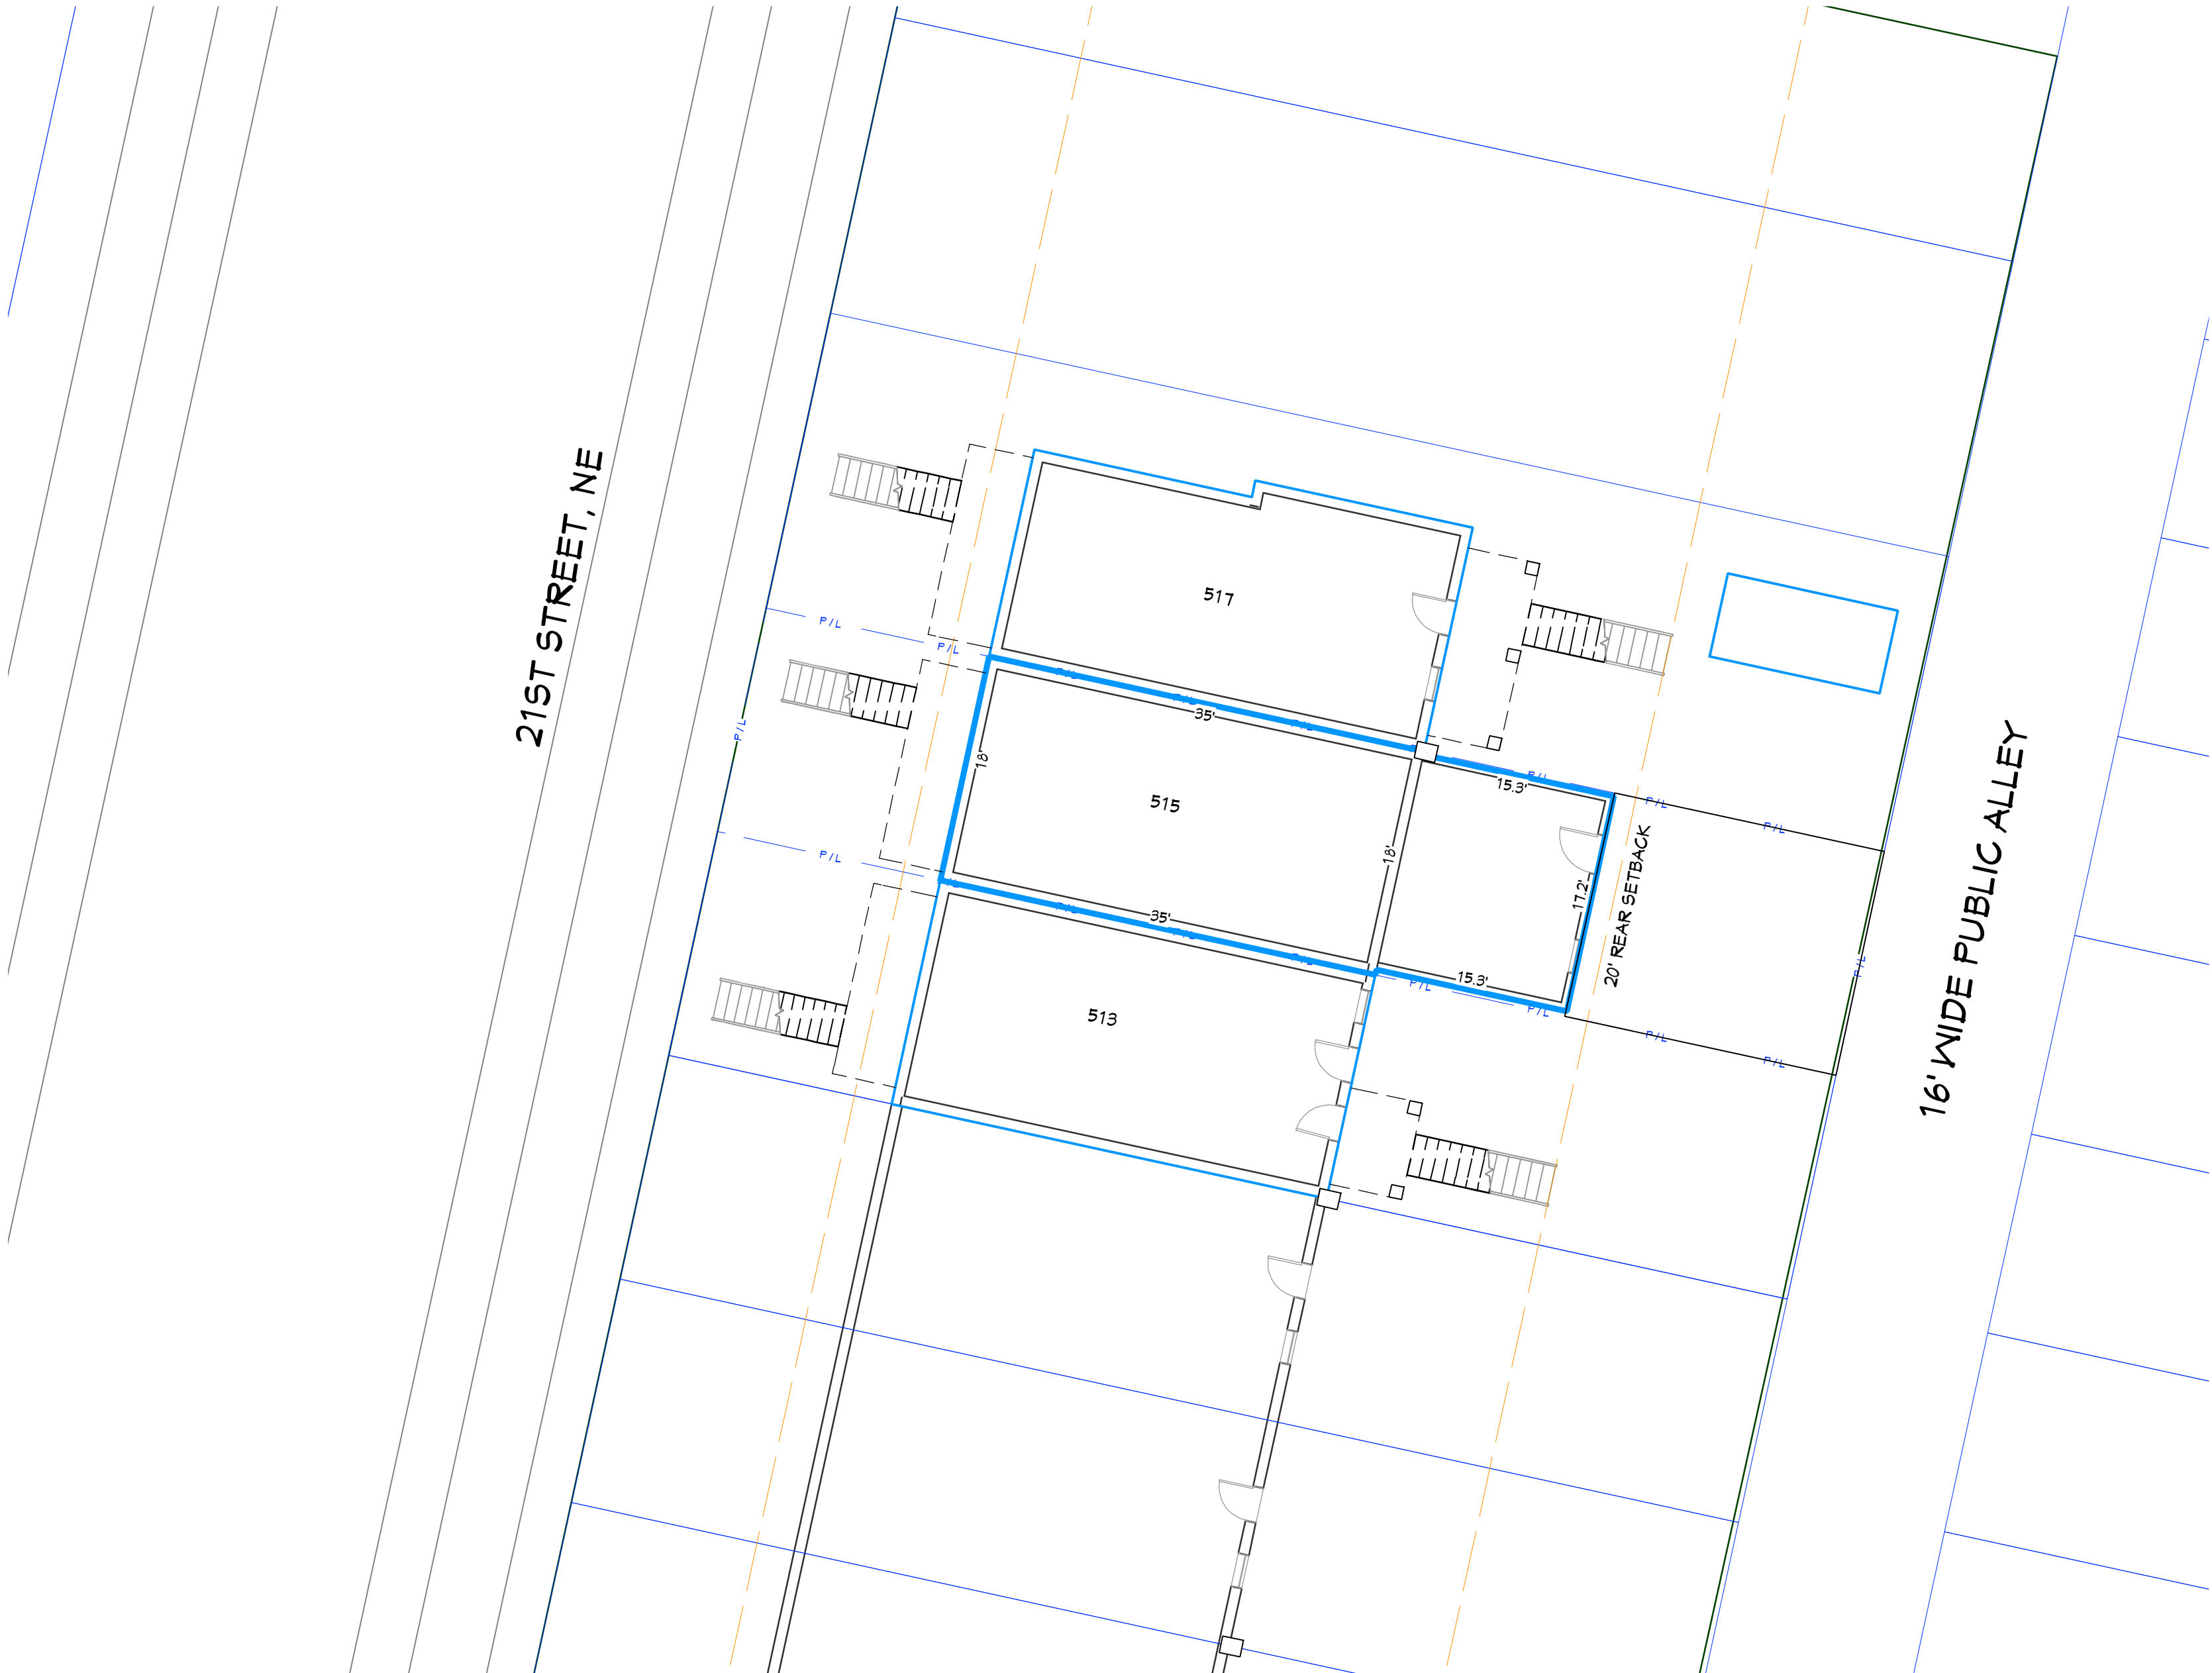 21ST STREET, NE
517
P/L
P/L
P/L
P/L
P/L
35'
P/L
18'
P/L
15.3'
P/L
P/L
515
18'
17.2'
20' REAR SETBACK
16' WIDE PUBLIC ALLEY
P/L
P/L
P/L
35'
P/L
P/L
15.3'
P/L
P/L
P/L
P/L
P/L
513